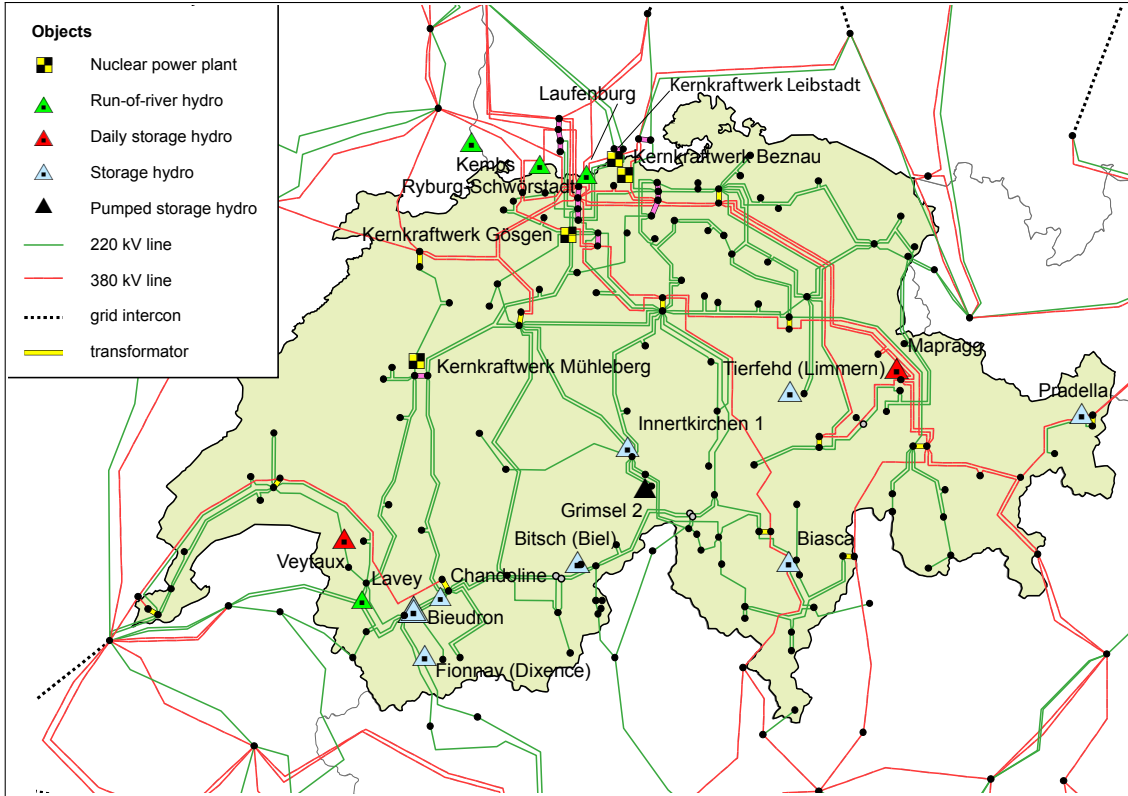 Objects
Nuclear power plant
Run-of-river hydro
Daily storage hydro
Storage hydro
Pumped storage hydro
220 kV line
380 kV line
grid intercon
transformator
Kernkraftwerk Leibstadt
Laufenburg
Kembs
Kernkraftwerk Beznau
Ryburg-Schwörstadt
Kernkraftwerk Gösgen
Mapragg
Kernkraftwerk Mühleberg
Tierfehd (Limmern)
Pradella
Innertkirchen 1
Grimsel 2
Bitsch (Biel)
Biasca
Veytaux
Lavey
Chandoline
Bieudron
Fionnay (Dixence)